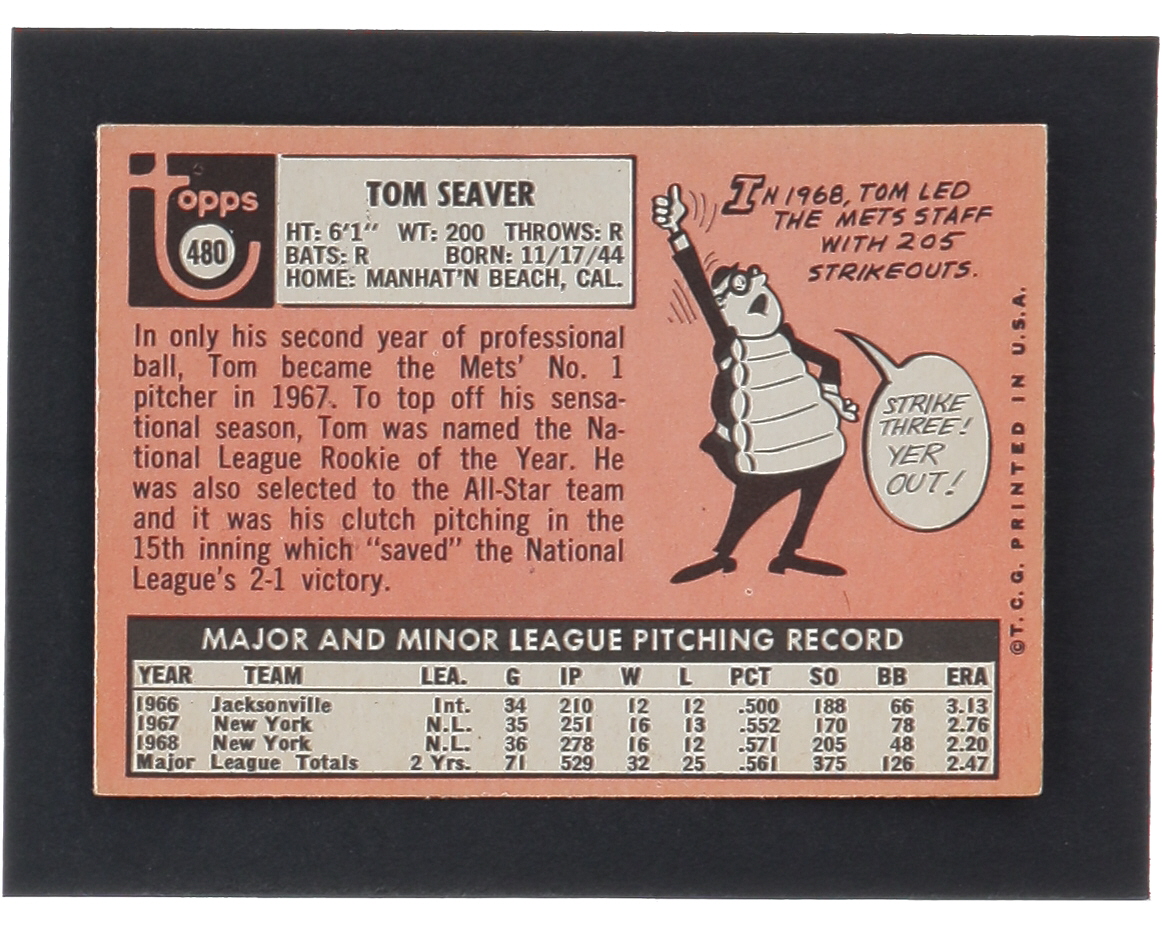 topps
480
TOM SEAVER
HT: 6'1" WT: 200 THROWS: R
BATS: R BORN: 11/17/44
HOME: MANHAT'N BEACH, CAL.
In only his second year of professional
ball, Tom became the Mets' No. 1
pitcher in 1967. To top off his sensa-
tional season, Tom was named the Na-
tional League Rookie of the Year. He
was also selected to the All-Star team
and it was his clutch pitching in the
15th inning which "saved" the National
League's 2-1 victory.
IN 1968, TOM LED
THE METS STAFF
WITH 205
STRIKEOUTS.
STRIKE
THREE!
YER
OUT!
©T.C.G. PRINTED IN U.S.A.
MAJOR AND MINOR LEAGUE PITCHING RECORD
YEAR TEAM LEA. G IP W L PCT SO BB ERA
1966 Jacksonville Int. 34 210 12 12 .500 188 66 3.13
1967 New York N.L. 35 251 16 13 .552 170 78 2.76
1968 New York N.L. 36 278 16 12 .571 205 48 2.20
Major League Totals 2 Yrs. 71 529 32 25 .561 375 126 2.47